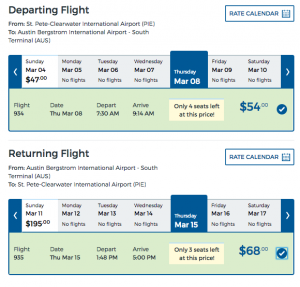 Departing Flight
RATE CALENDAR
From: St. Pete-Clearwater International Airport (PIE)
To: Austin Bergstrom International Airport - South
Terminal (AUS)
Sunday Monday Tuesday Wednesday Thursday Friday Saturday
Mar 04 Mar 05 Mar 06 Mar 07 Mar 08 Mar 09 Mar 10
$47.00 No flights No flights No flights No flights No flights
Flight Date Depart Arrive Only 4 seats left $54.00
934 Thu Mar 08 7:30 AM 9:14 AM at this price!
Returning Flight
RATE CALENDAR
From: Austin Bergstrom International Airport - South
Terminal (AUS)
To: St. Pete-Clearwater International Airport (PIE)
Sunday Monday Tuesday Wednesday Thursday Friday Saturday
Mar 11 Mar 12 Mar 13 Mar 14 Mar 15 Mar 16 Mar 17
$195.00 No flights No flights No flights No flights No flights
Flight Date Depart Arrive Only 3 seats left $68.00
935 Thu Mar 15 1:48 PM 5:00 PM at this price!